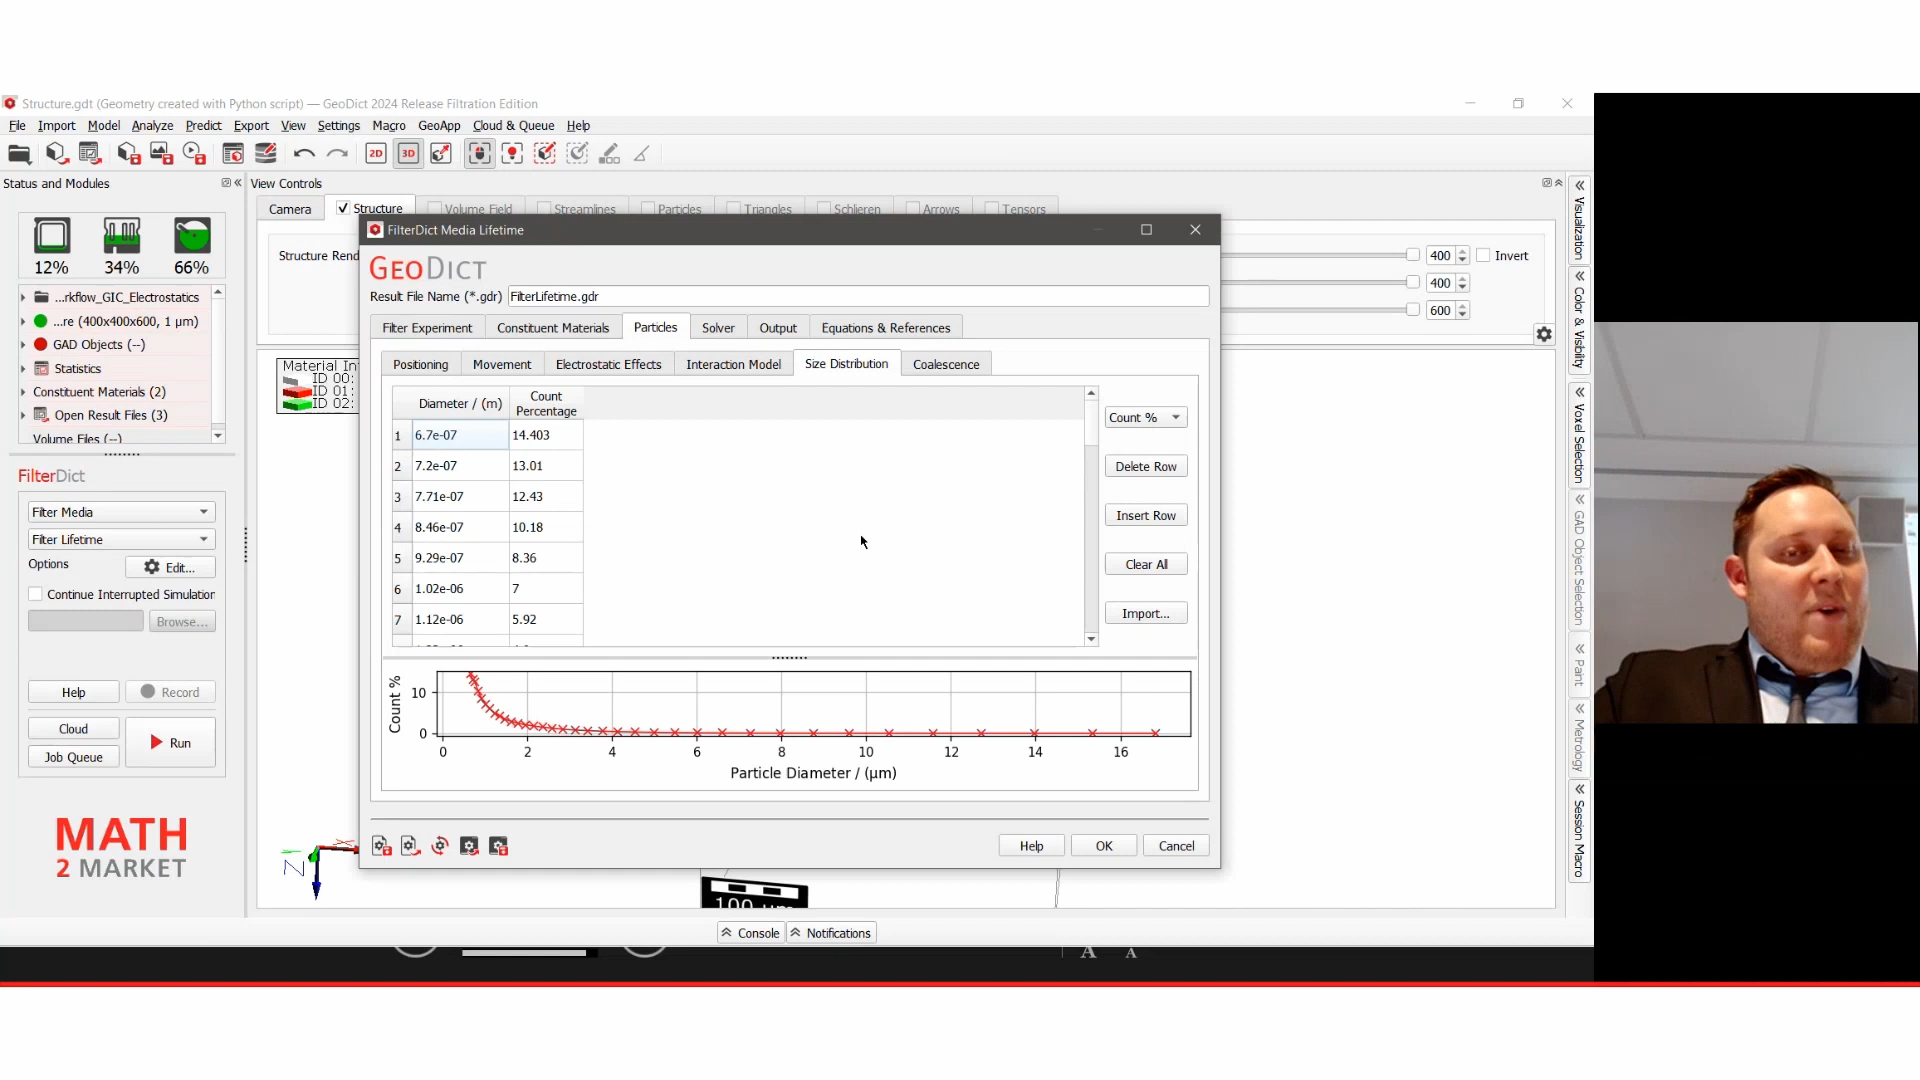 Structure.gdt (Geometry created with Python script) — GeoDict 2024 Release Filtration Edition
File Import Model Analyze Predict Export View Settings Macro GeoApp Cloud & Queue Help
2D 3D
Status and Modules
View Controls
Camera Structure Volume Field Streamlines Particles Triangles Schlieren Arrows Tensors
12% 34% 66%
Structure Rend
400 Invert
400
600
...rkflow_GIC_Electrostatics
...re (400x400x600, 1 µm)
GAD Objects (--)
Statistics
Constituent Materials (2)
Open Result Files (3)
Volume Files (--)
Material In
ID 00:
ID 01:
ID 02:
FilterDict
Filter Media
Filter Lifetime
Options Edit...
Continue Interrupted Simulation
Browse...
Help Record
Cloud
Run
Job Queue
MATH
2 MARKET
FilterDict Media Lifetime
GEODICT
Result File Name (*.gdr) FilterLifetime.gdr
Filter Experiment Constituent Materials Particles Solver Output Equations & References
Positioning Movement Electrostatic Effects Interaction Model Size Distribution Coalescence
Diameter / (m) Count Percentage
1 6.7e-07 14.403
2 7.2e-07 13.01
3 7.71e-07 12.43
4 8.46e-07 10.18
5 9.29e-07 8.36
6 1.02e-06 7
7 1.12e-06 5.92
Count %
Delete Row
Insert Row
Clear All
Import...
Count %
10
0
0 2 4 6 8 10 12 14 16
Particle Diameter / (µm)
Help OK Cancel
100 µm
Console Notifications
A A
Visualization
Color & Visibility
Voxel Selection
GAD Object Selection
Paint
Metrology
Session Macro